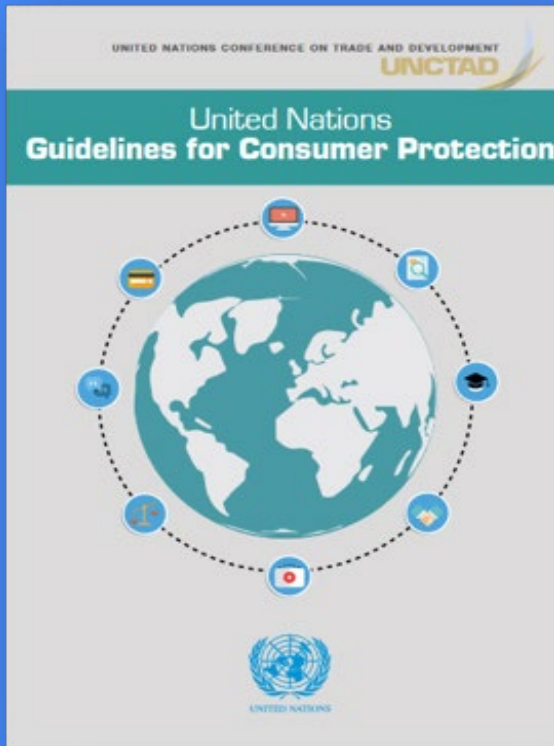 UNITED NATIONS CONFERENCE ON TRADE AND DEVELOPMENT
UNCTAD
United Nations
Guidelines for Consumer Protection
UNITED NATIONS